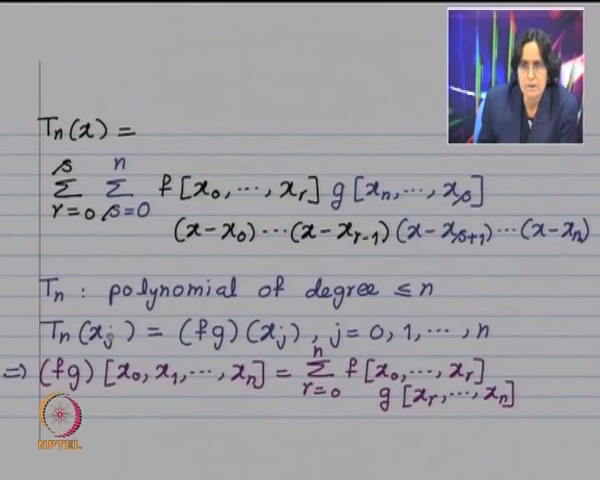 Tn(x) =
s n
Σ Σ f[x0,···,xr] g[xn,···,xs]
r=0 s=0
(x-x0)···(x-xr-1)(x-xs+1)···(x-xn)
Tn : polynomial of degree ≤ n
Tn(xj) = (fg)(xj), j=0,1,···,n
⇒ (fg)[x0,x1,···,xn] = n Σ r=0 f[x0,···,xr]
g[xr,···,xn]
NPTEL